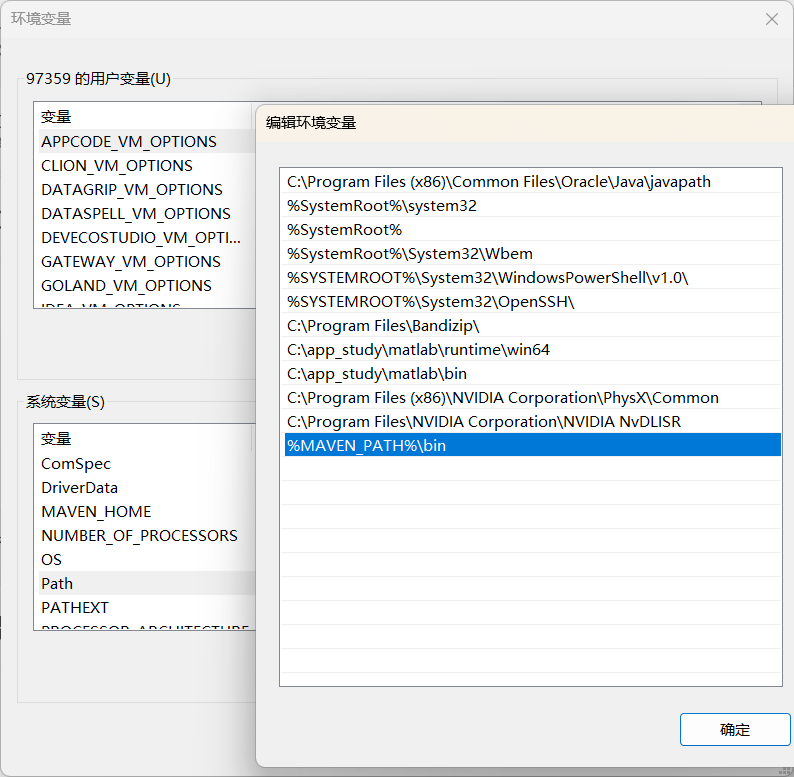 环境变量
97359 的用户变量(U)
变量
APPCODE_VM_OPTIONS
CLION_VM_OPTIONS
DATAGRIP_VM_OPTIONS
DATASPELL_VM_OPTIONS
DEVECOSTUDIO_VM_OPTI...
GATEWAY_VM_OPTIONS
GOLAND_VM_OPTIONS
IDEA_VM_OPTIONS
系统变量(S)
变量
ComSpec
DriverData
MAVEN_HOME
NUMBER_OF_PROCESSORS
OS
Path
PATHEXT
PROCESSOR_ARCHITECTURE
编辑环境变量
C:\Program Files (x86)\Common Files\Oracle\Java\javapath
%SystemRoot%\system32
%SystemRoot%
%SystemRoot%\System32\Wbem
%SYSTEMROOT%\System32\WindowsPowerShell\v1.0\
%SYSTEMROOT%\System32\OpenSSH\
C:\Program Files\Bandizip\
C:\app_study\matlab\runtime\win64
C:\app_study\matlab\bin
C:\Program Files (x86)\NVIDIA Corporation\PhysX\Common
C:\Program Files\NVIDIA Corporation\NVIDIA NvDLISR
%MAVEN_PATH%\bin
确定